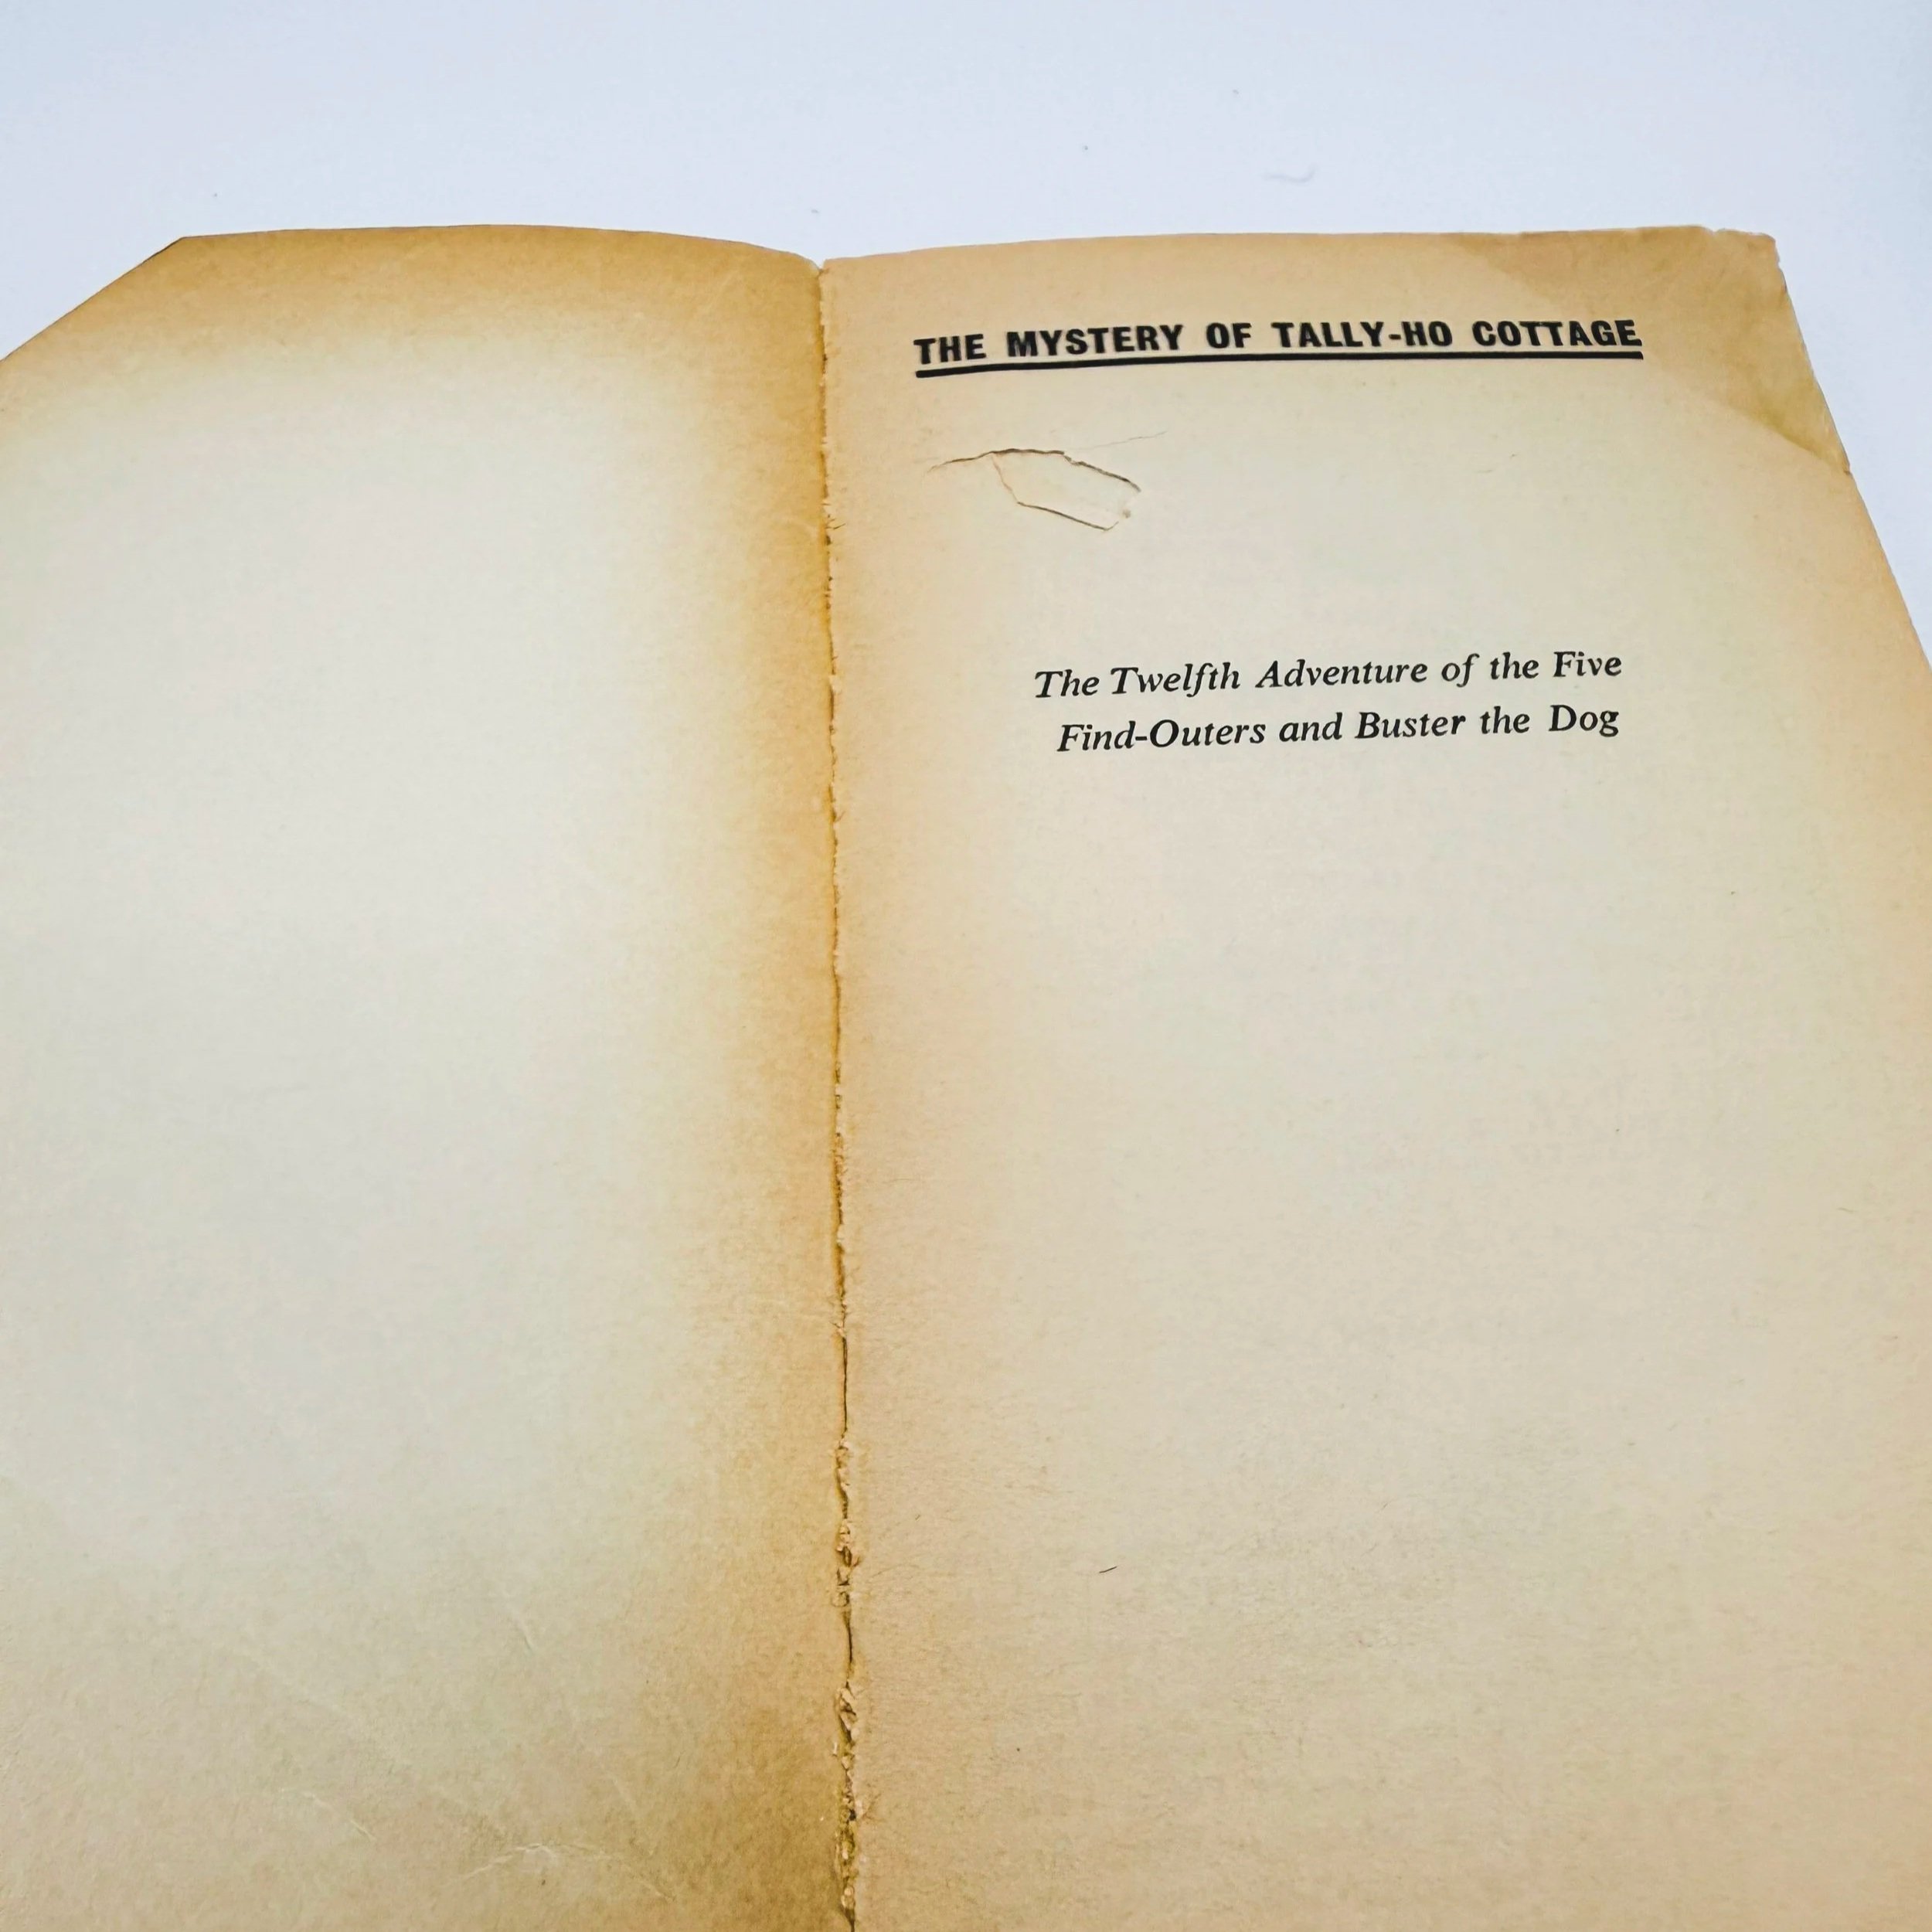 THE MYSTERY OF TALLY-HO COTTAGE
The Twelfth Adventure of the Five
Find-Outers and Buster the Dog